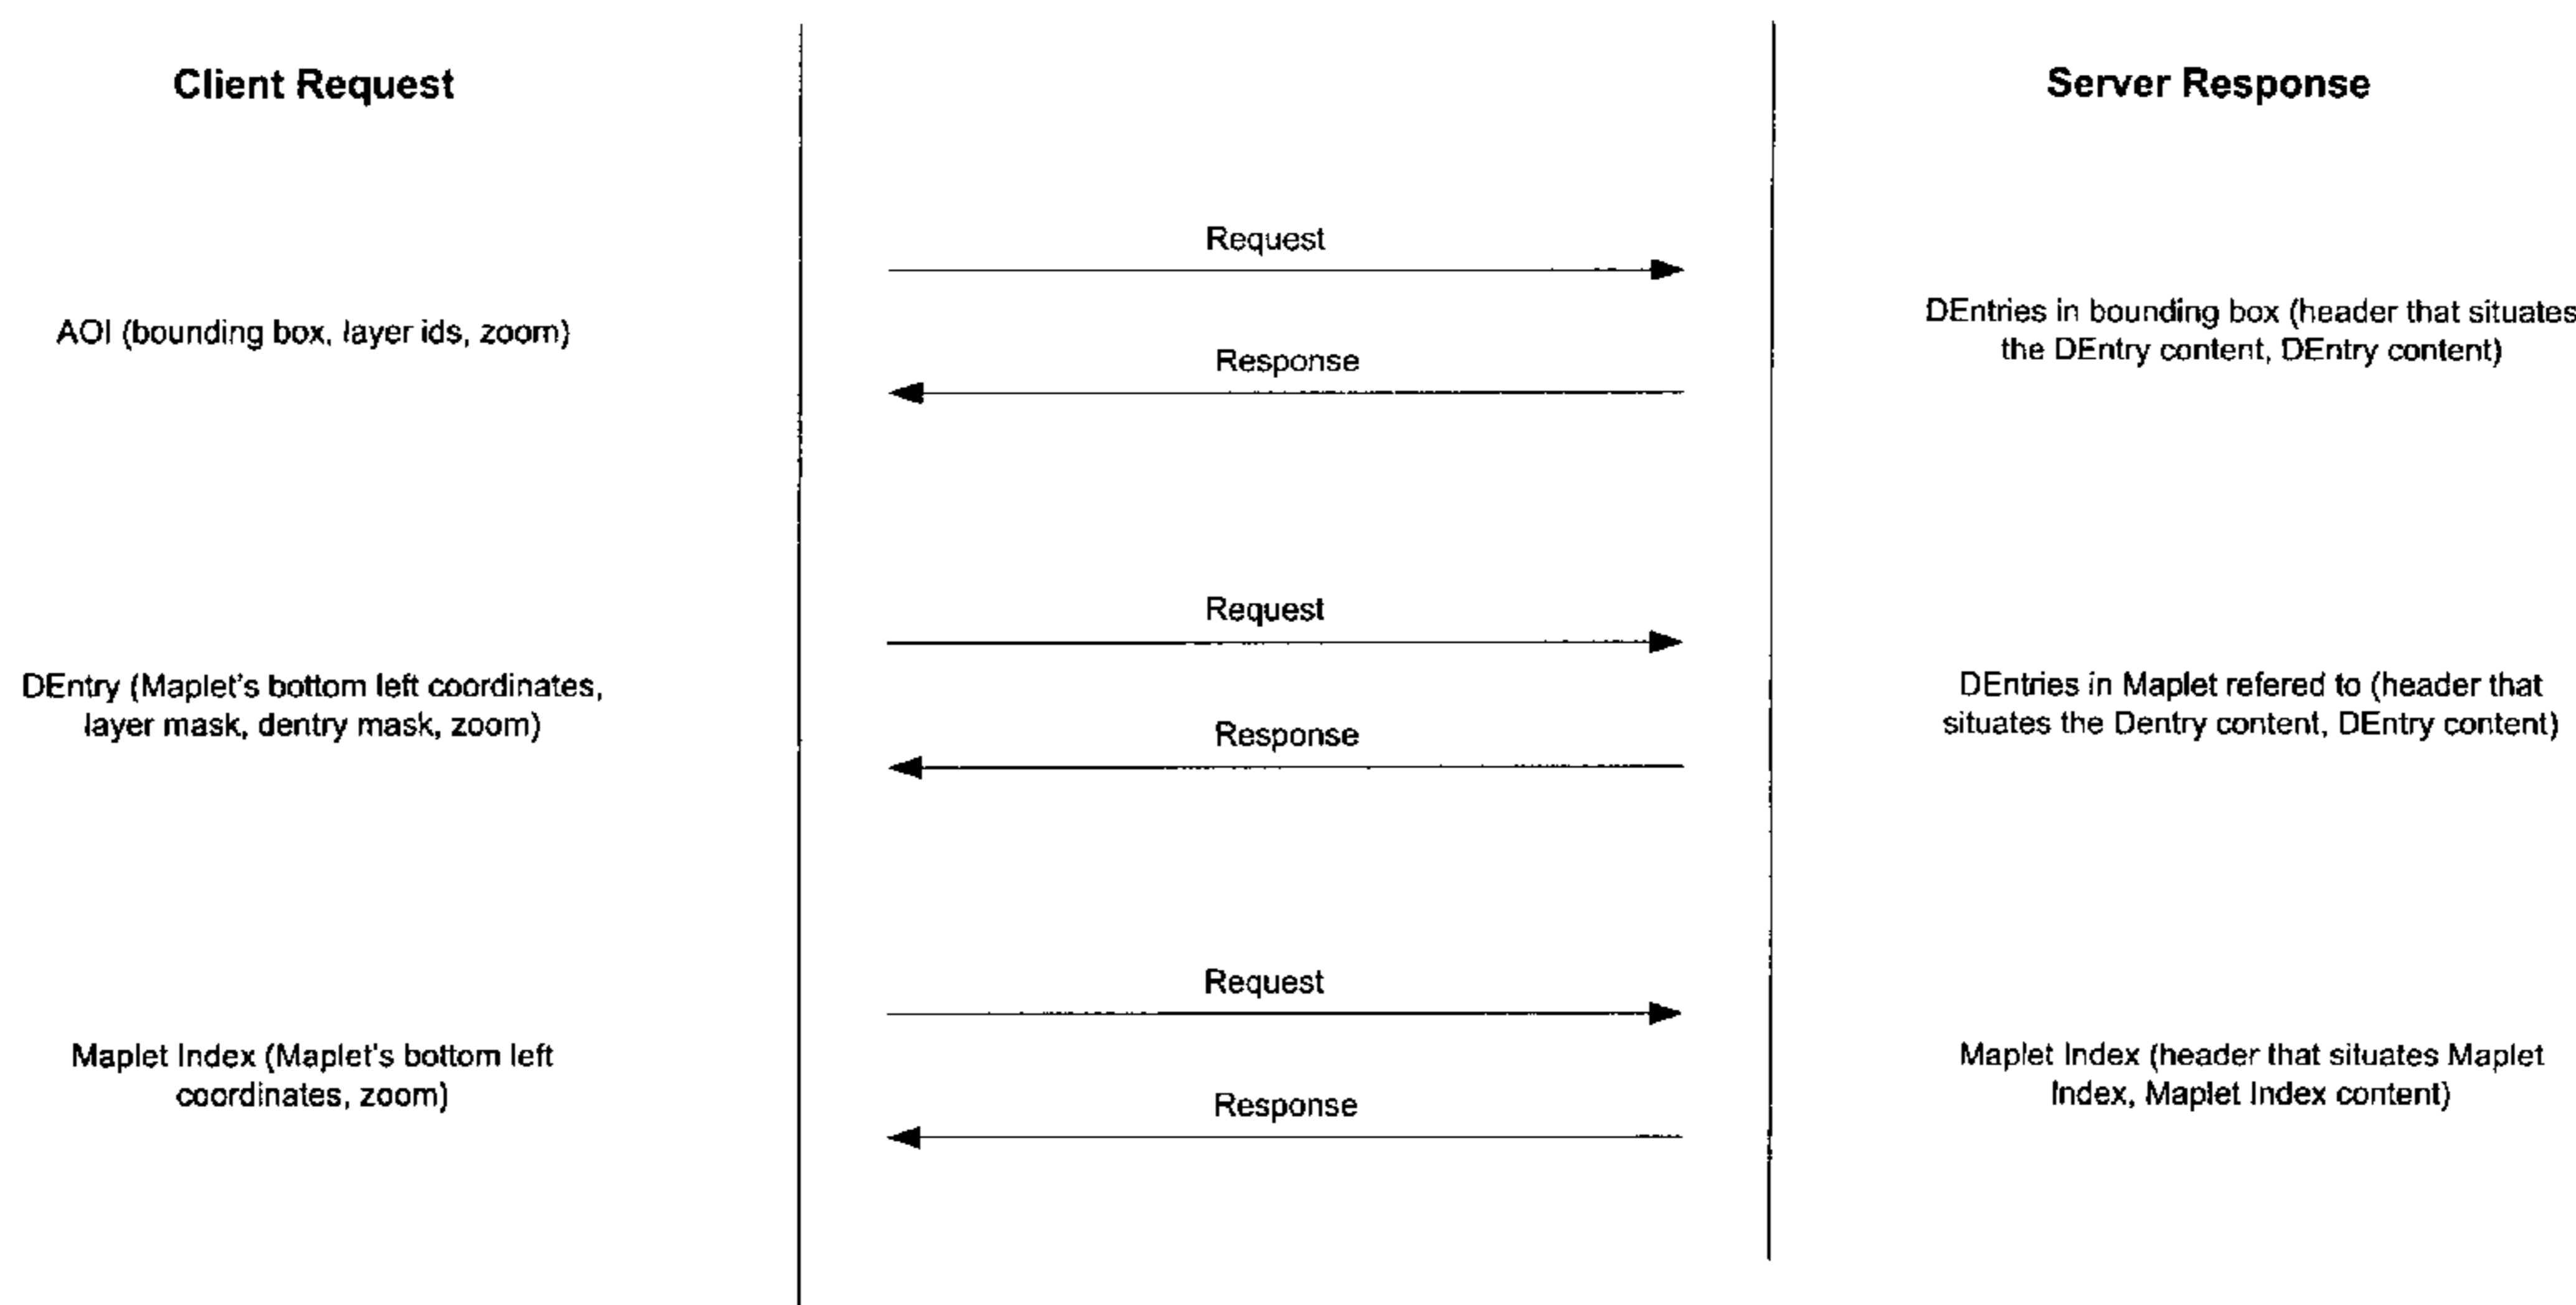 Client Request
Server Response
Request
AOI (bounding box, layer ids, zoom)
DEntries in bounding box (header that situates
the DEntry content, DEntry content)
Response
Request
DEntry (Maplet's bottom left coordinates,
layer mask, dentry mask, zoom)
DEntries in Maplet refered to (header that
situates the Dentry content, DEntry content)
Response
Request
Maplet Index (Maplet's bottom left
coordinates, zoom)
Maplet Index (header that situates Maplet
Index, Maplet Index content)
Response